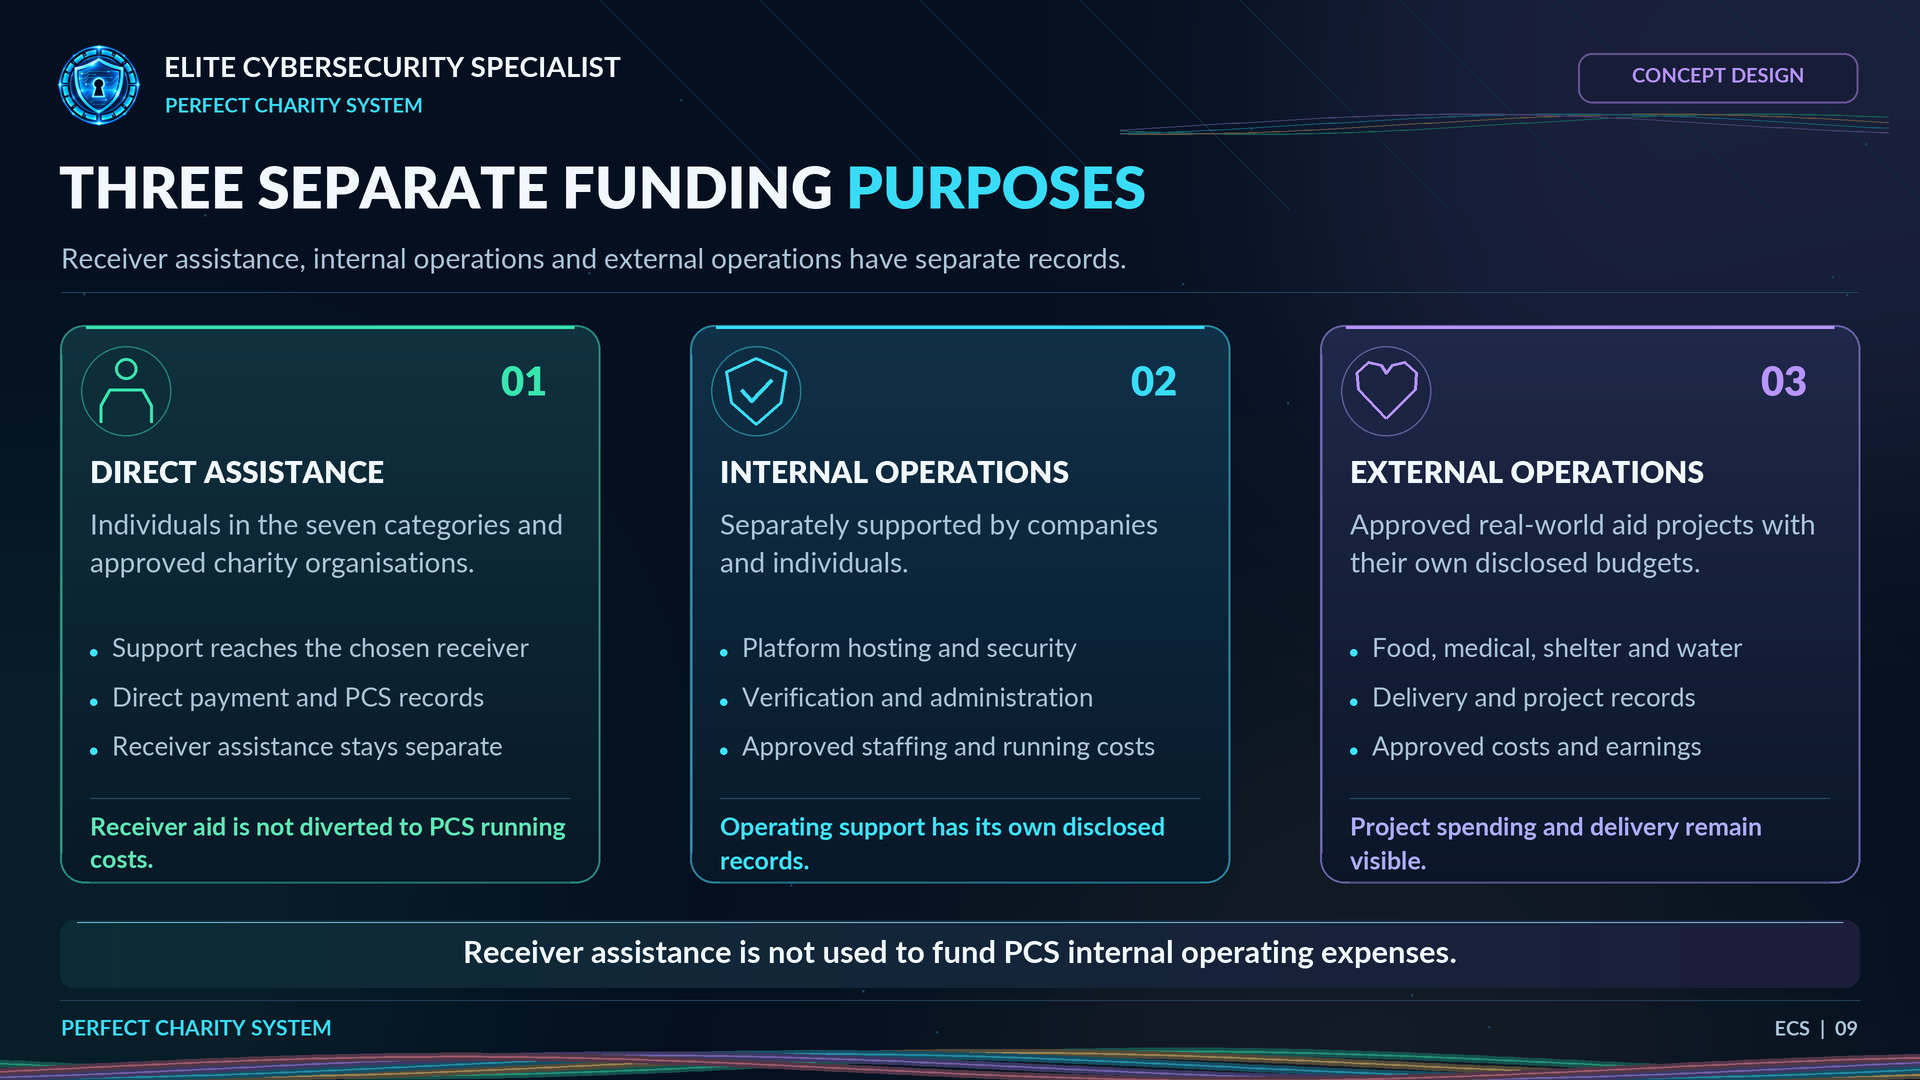 ELITE CYBERSECURITY SPECIALIST
PERFECT CHARITY SYSTEM
CONCEPT DESIGN
THREE SEPARATE FUNDING PURPOSES
Receiver assistance, internal operations and external operations have separate records.
01
DIRECT ASSISTANCE
Individuals in the seven categories and
approved charity organisations.
• Support reaches the chosen receiver
• Direct payment and PCS records
• Receiver assistance stays separate
Receiver aid is not diverted to PCS running
costs.
02
INTERNAL OPERATIONS
Separately supported by companies
and individuals.
• Platform hosting and security
• Verification and administration
• Approved staffing and running costs
Operating support has its own disclosed
records.
03
EXTERNAL OPERATIONS
Approved real-world aid projects with
their own disclosed budgets.
• Food, medical, shelter and water
• Delivery and project records
• Approved costs and earnings
Project spending and delivery remain
visible.
Receiver assistance is not used to fund PCS internal operating expenses.
PERFECT CHARITY SYSTEM
ECS | 09